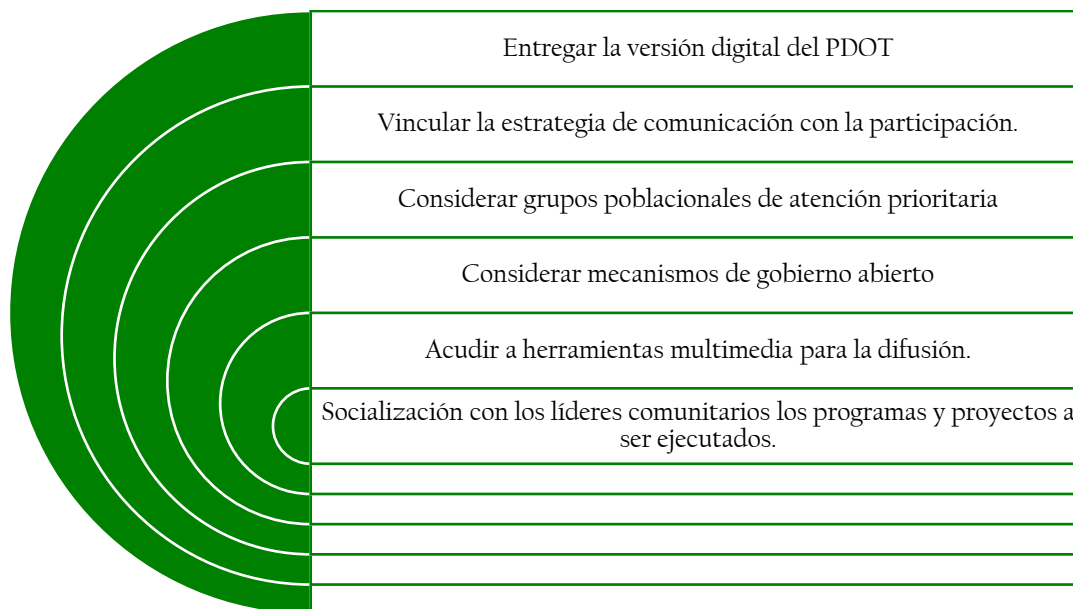 Entregar la versión digital del PDOT
Vincular la estrategia de comunicación con la participación.
Considerar grupos poblacionales de atención prioritaria
Considerar mecanismos de gobierno abierto
Acudir a herramientas multimedia para la difusión.
Socialización con los líderes comunitarios los programas y proyectos a
ser ejecutados.